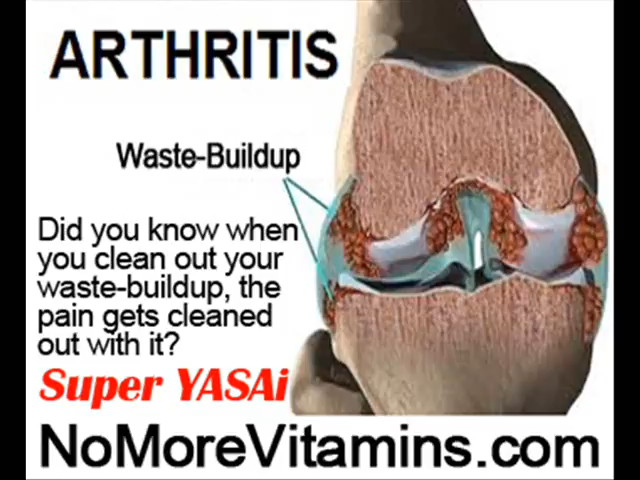 ARTHRITIS
Waste-Buildup
Did you know when
you clean out your
waste-buildup, the
pain gets cleaned
out with it?
Super YASAi
NoMoreVitamins.com